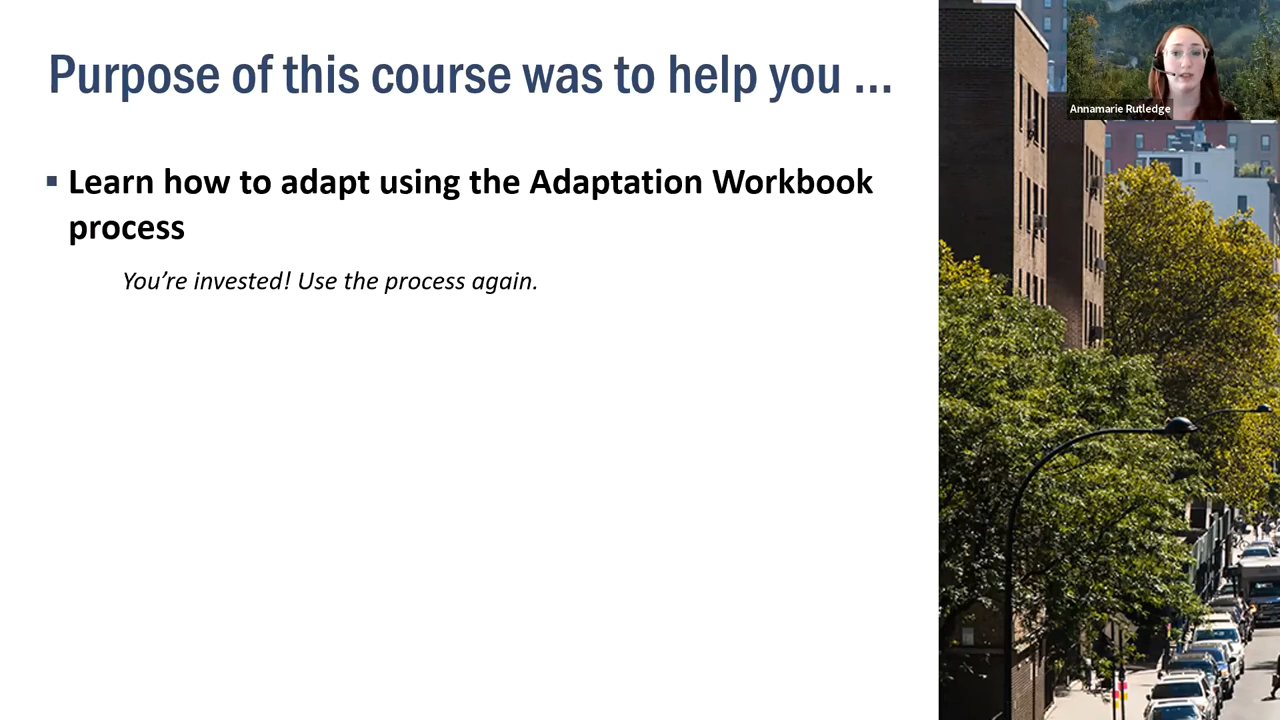 Purpose of this course was to help you ...
Annamarie Rutledge
▪ Learn how to adapt using the Adaptation Workbook
process
You're invested! Use the process again.